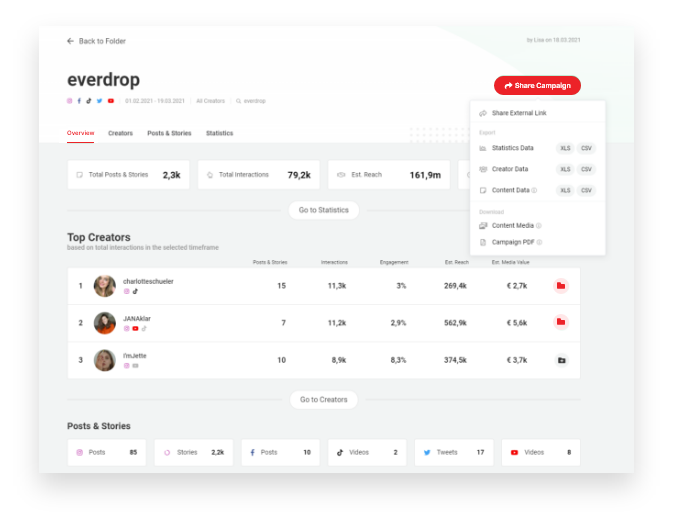 ← Back to Folder
by Lisa on 18.03.2021
everdrop
Share Campaign
01.02.2021 - 19.03.2021 | All Creators | everdrop
Share External Link
Overview Creators Posts & Stories Statistics
Export
Statistics Data XLS CSV
Total Posts & Stories 2,3k
Total Interactions 79,2k
Est. Reach 161,9m
Creator Data XLS CSV
Content Data XLS CSV
Go to Statistics
Download
Content Media
Campaign PDF
Top Creators
based on total interactions in the selected timeframe
Posts & Stories Interactions Engagement Est. Reach Est. Media Value
1 charlotteschueler 15 11,3k 3% 269,4k € 2,7k
2 JANAklar 7 11,2k 2,9% 562,9k € 5,6k
3 I'mJette 10 8,9k 8,3% 374,5k € 3,7k
Go to Creators
Posts & Stories
Posts 85
Stories 2,2k
Posts 10
Videos 2
Tweets 17
Videos 8